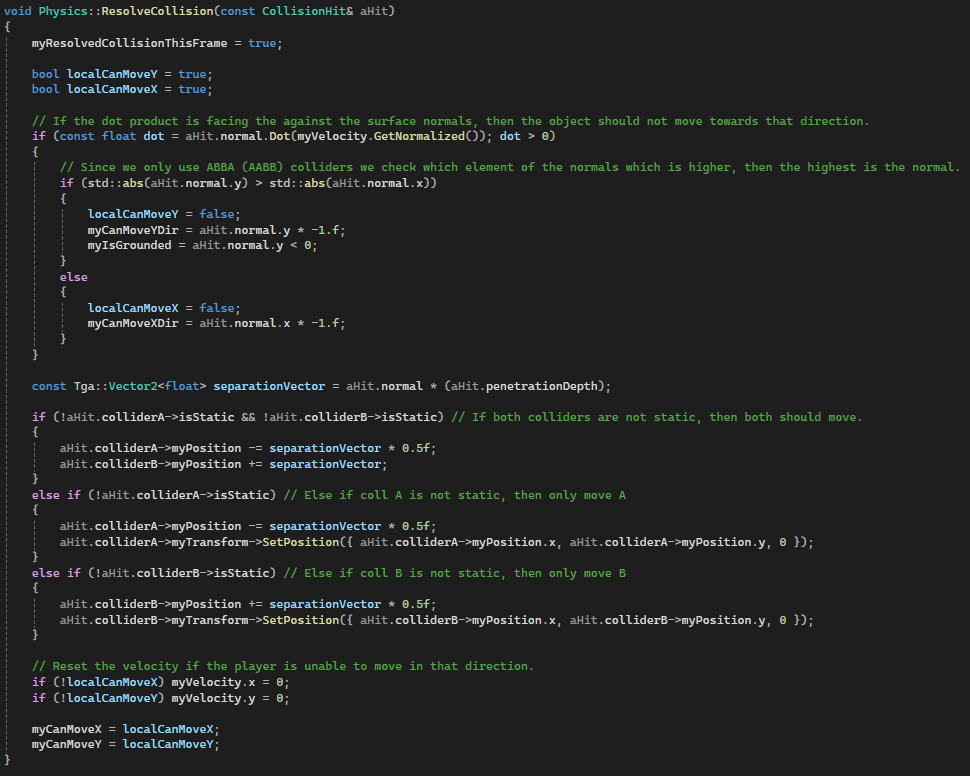 void Physics::ResolveCollision(const CollisionHit& aHit)
{
    myResolvedCollisionThisFrame = true;

    bool localCanMoveY = true;
    bool localCanMoveX = true;

    // If the dot product is facing the against the surface normals, then the object should not move towards that direction.
    if (const float dot = aHit.normal.Dot(myVelocity.GetNormalized()); dot > 0)
    {
        // Since we only use ABBA (AABB) colliders we check which element of the normals which is higher, then the highest is the normal.
        if (std::abs(aHit.normal.y) > std::abs(aHit.normal.x))
        {
            localCanMoveY = false;
            myCanMoveYDir = aHit.normal.y * -1.f;
            myIsGrounded = aHit.normal.y < 0;
        }
        else
        {
            localCanMoveX = false;
            myCanMoveXDir = aHit.normal.x * -1.f;
        }
    }

    const Tga::Vector2<float> separationVector = aHit.normal * (aHit.penetrationDepth);

    if (!aHit.colliderA->isStatic && !aHit.colliderB->isStatic) // If both colliders are not static, then both should move.
    {
        aHit.colliderA->myPosition -= separationVector * 0.5f;
        aHit.colliderB->myPosition += separationVector;
    }
    else if (!aHit.colliderA->isStatic) // Else if coll A is not static, then only move A
    {
        aHit.colliderA->myPosition -= separationVector * 0.5f;
        aHit.colliderA->myTransform->SetPosition({ aHit.colliderA->myPosition.x, aHit.colliderA->myPosition.y, 0 });
    }
    else if (!aHit.colliderB->isStatic) // Else if coll B is not static, then only move B
    {
        aHit.colliderB->myPosition += separationVector * 0.5f;
        aHit.colliderB->myTransform->SetPosition({ aHit.colliderB->myPosition.x, aHit.colliderB->myPosition.y, 0 });
    }

    // Reset the velocity if the player is unable to move in that direction.
    if (!localCanMoveX) myVelocity.x = 0;
    if (!localCanMoveY) myVelocity.y = 0;

    myCanMoveX = localCanMoveX;
    myCanMoveY = localCanMoveY;
}